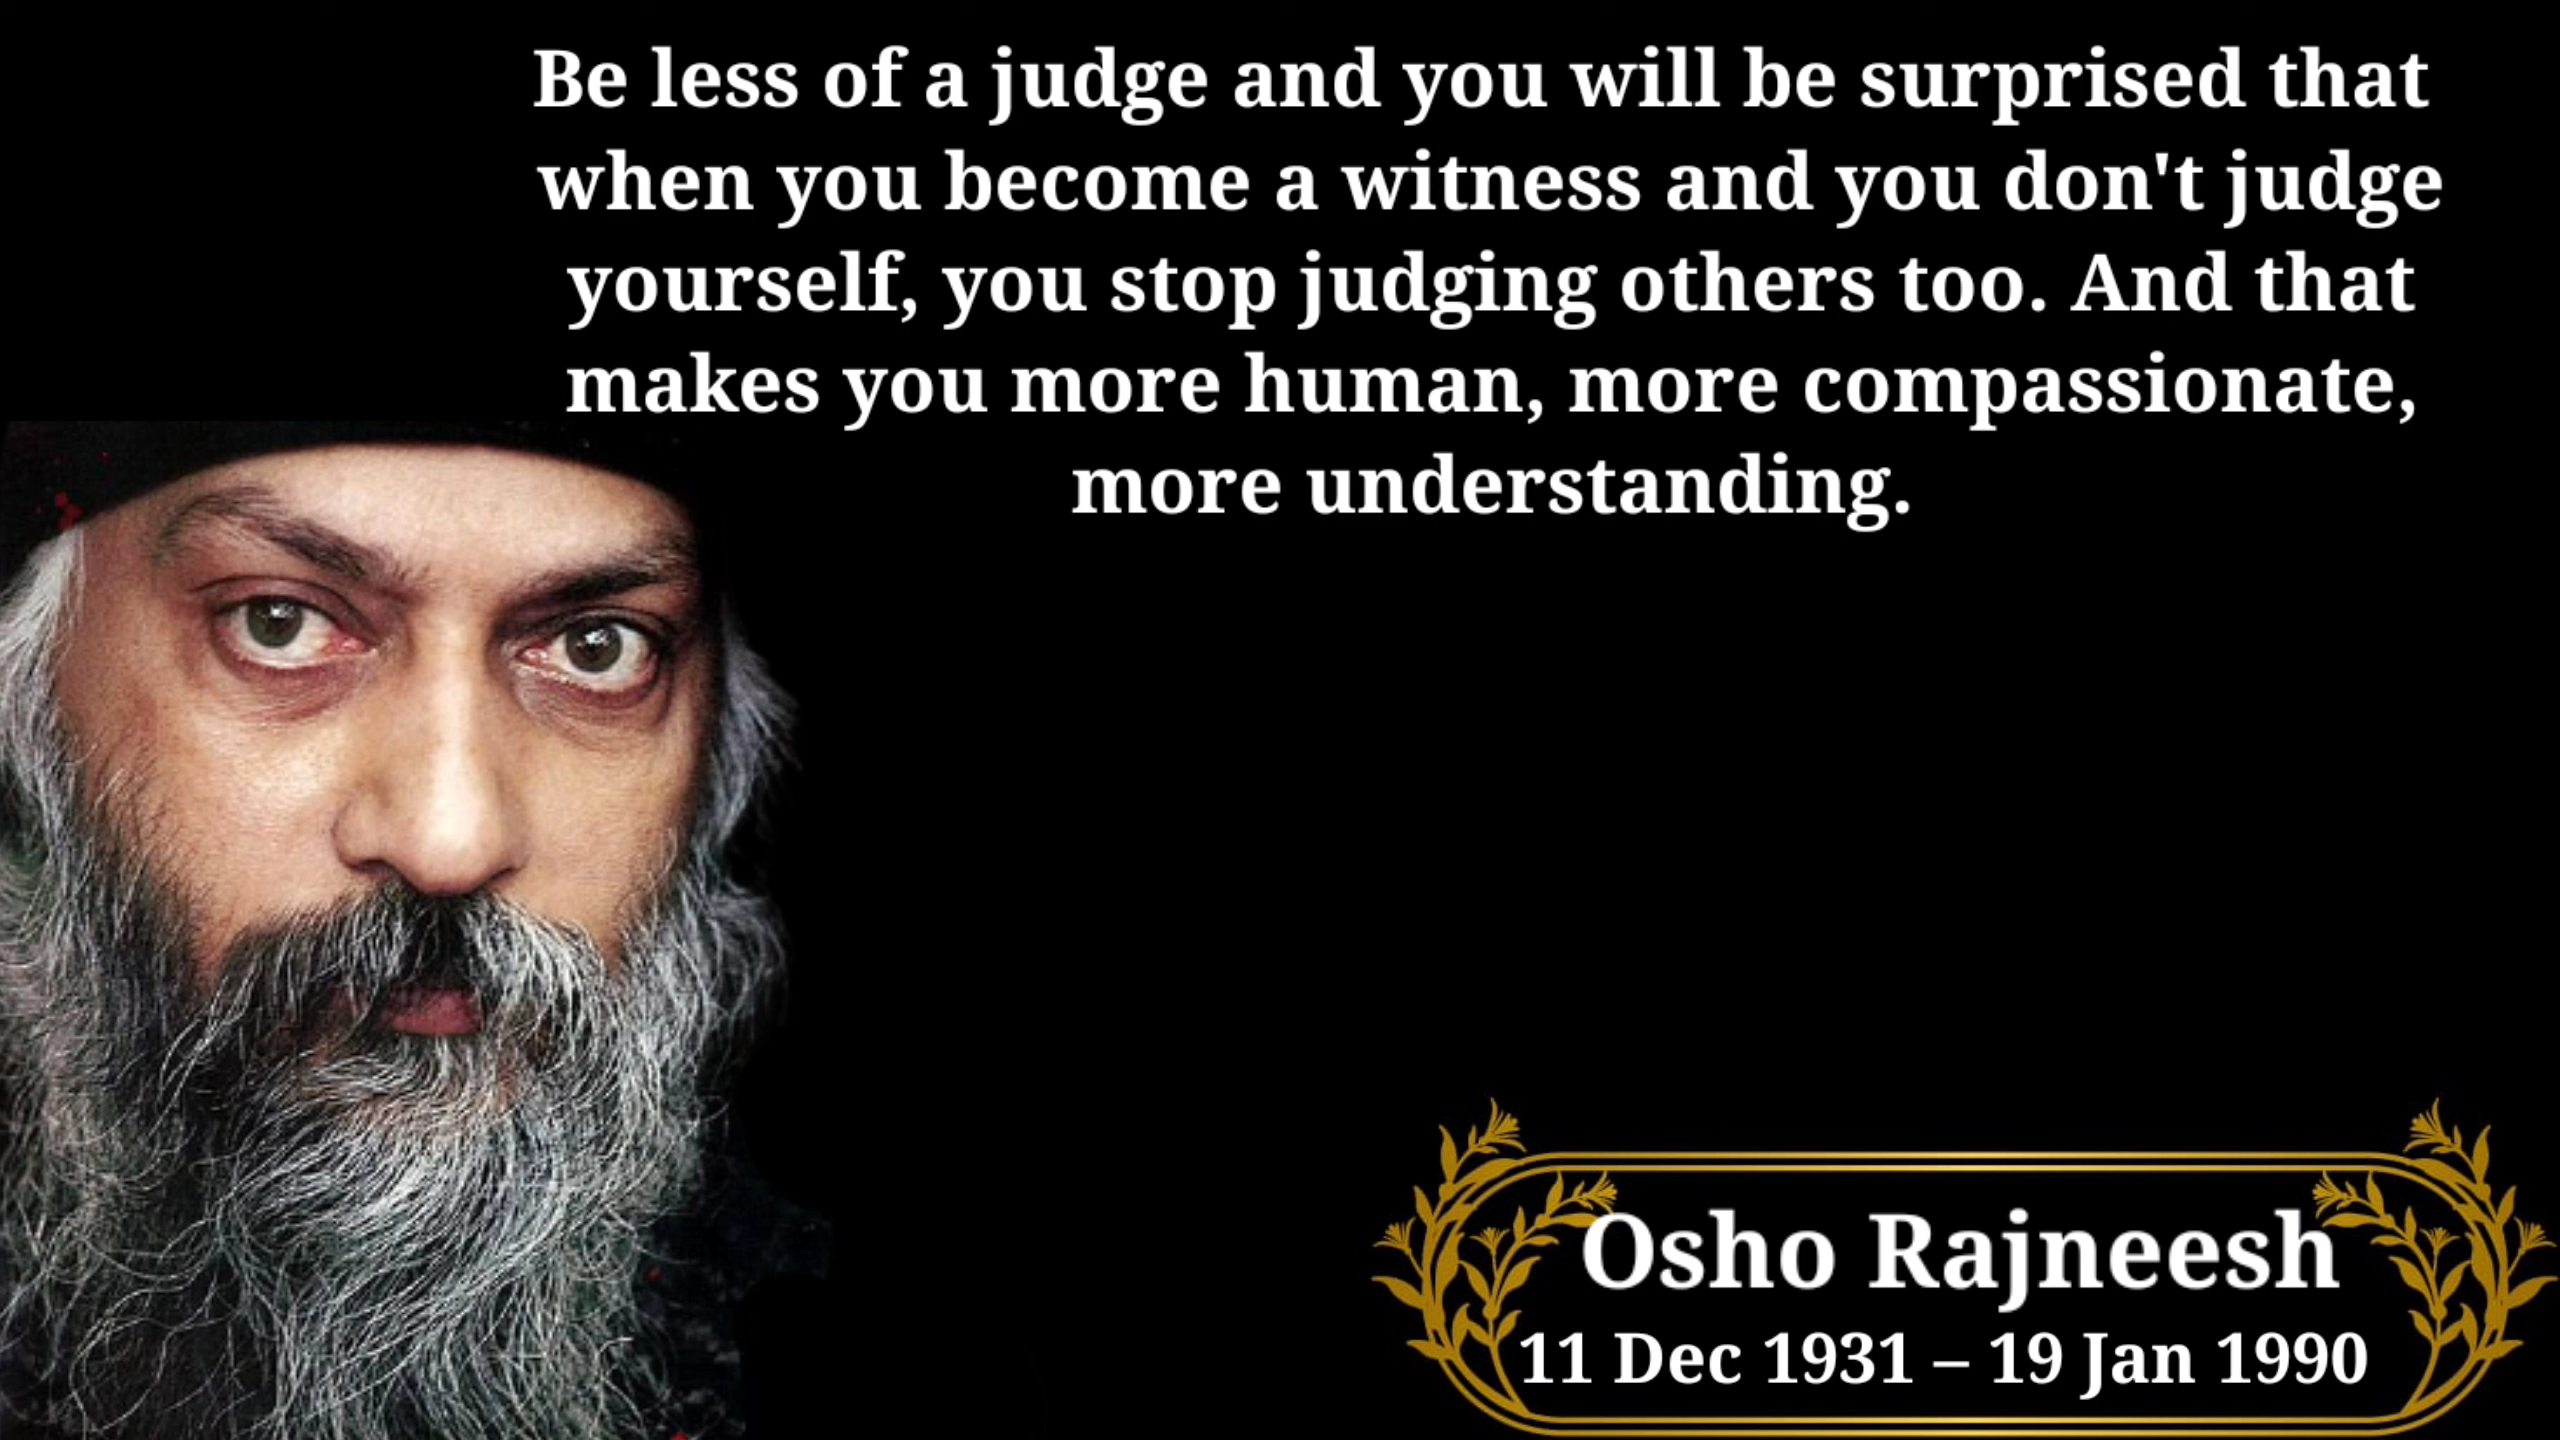 Be less of a judge and you will be surprised that
when you become a witness and you don't judge
yourself, you stop judging others too. And that
makes you more human, more compassionate,
more understanding.
Osho Rajneesh
11 Dec 1931 – 19 Jan 1990